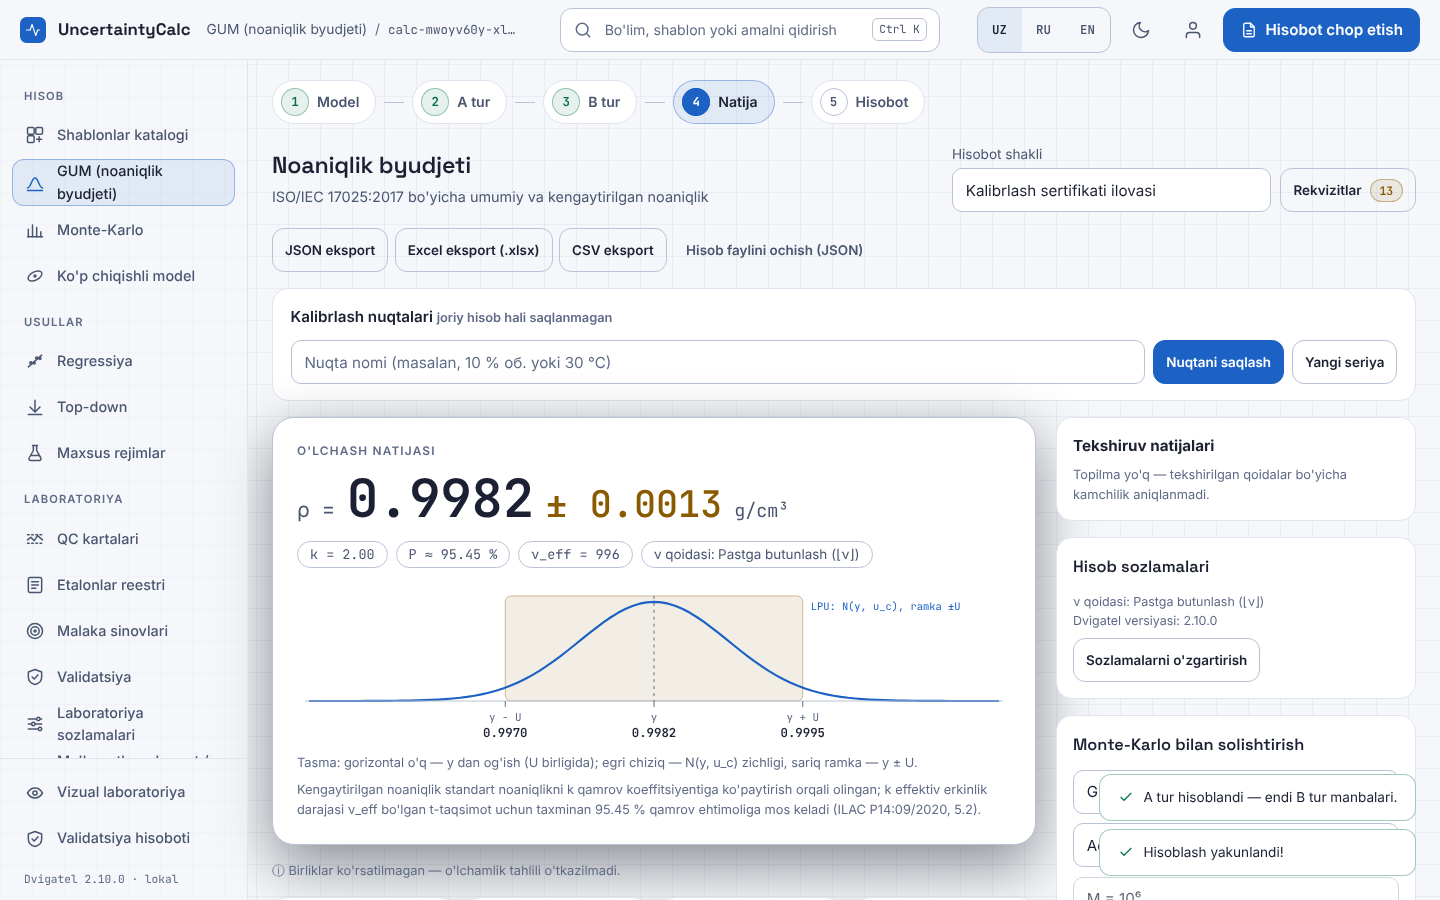 UncertaintyCalc
GUM (noaniqlik byudjeti) / calc-mwoyv60y-xl…
Bo'lim, shablon yoki amalni qidirish
Ctrl K
UZ RU EN
Hisobot chop etish
HISOB
Shablonlar katalogi
GUM (noaniqlik
byudjeti)
Monte-Karlo
Ko'p chiqishli model
USULLAR
Regressiya
Top-down
Maxsus rejimlar
LABORATORIYA
QC kartalari
Etalonlar reestri
Malaka sinovlari
Validatsiya
Laboratoriya
sozlamalari
Vizual laboratoriya
Validatsiya hisoboti
Dvigatel 2.10.0 · lokal
1 Model
2 A tur
3 B tur
4 Natija
5 Hisobot
Noaniqlik byudjeti
ISO/IEC 17025:2017 bo'yicha umumiy va kengaytirilgan noaniqlik
Hisobot shakli
Kalibrlash sertifikati ilovasi
Rekvizitlar 13
JSON eksport
Excel eksport (.xlsx)
CSV eksport
Hisob faylini ochish (JSON)
Kalibrlash nuqtalari joriy hisob hali saqlanmagan
Nuqta nomi (masalan, 10 % об. yoki 30 °C)
Nuqtani saqlash
Yangi seriya
O'LCHASH NATIJASI
ρ = 0.9982 ± 0.0013 g/cm³
k = 2.00
P ≈ 95.45 %
ν_eff = 996
ν qoidasi: Pastga butunlash (⌊ν⌋)
LPU: N(y, u_c), ramka ±U
y - U
y
y + U
0.9970
0.9982
0.9995
Tasma: gorizontal o'q — y dan og'ish (U birligida); egri chiziq — N(y, u_c) zichligi, sariq ramka — y ± U.
Kengaytirilgan noaniqlik standart noaniqlikni k qamrov koeffitsiyentiga ko'paytirish orqali olingan; k effektiv erkinlik
darajasi ν_eff bo'lgan t-taqsimot uchun taxminan 95.45 % qamrov ehtimoliga mos keladi (ILAC P14:09/2020, 5.2).
ⓘ Birliklar ko'rsatilmagan — o'lchamlik tahlili o'tkazilmadi.
Tekshiruv natijalari
Topilma yo'q — tekshirilgan qoidalar bo'yicha
kamchilik aniqlanmadi.
Hisob sozlamalari
ν qoidasi: Pastga butunlash (⌊ν⌋)
Dvigatel versiyasi: 2.10.0
Sozlamalarni o'zgartirish
Monte-Karlo bilan solishtirish
A tur hisoblandi — endi B tur manbalari.
Hisoblash yakunlandi!
M = 10⁶